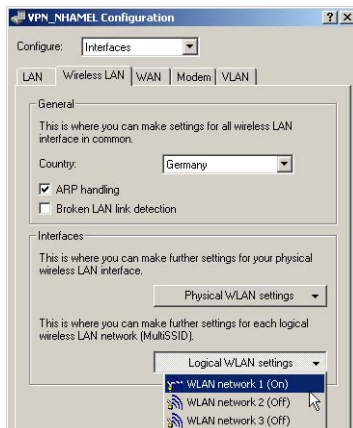 VPN_NHAMEL Configuration
Configure: Interfaces
LAN Wireless LAN WAN Modem VLAN
General
This is where you can make settings for all wireless LAN
interface in common.
Country: Germany
ARP handling
Broken LAN link detection
Interfaces
This is where you can make further settings for your physical
wireless LAN interface.
Physical WLAN settings
This is where you can make further settings for each logical
wireless LAN network (MultiSSID).
Logical WLAN settings
WLAN network 1 (On)
WLAN network 2 (Off)
WLAN network 3 (Off)